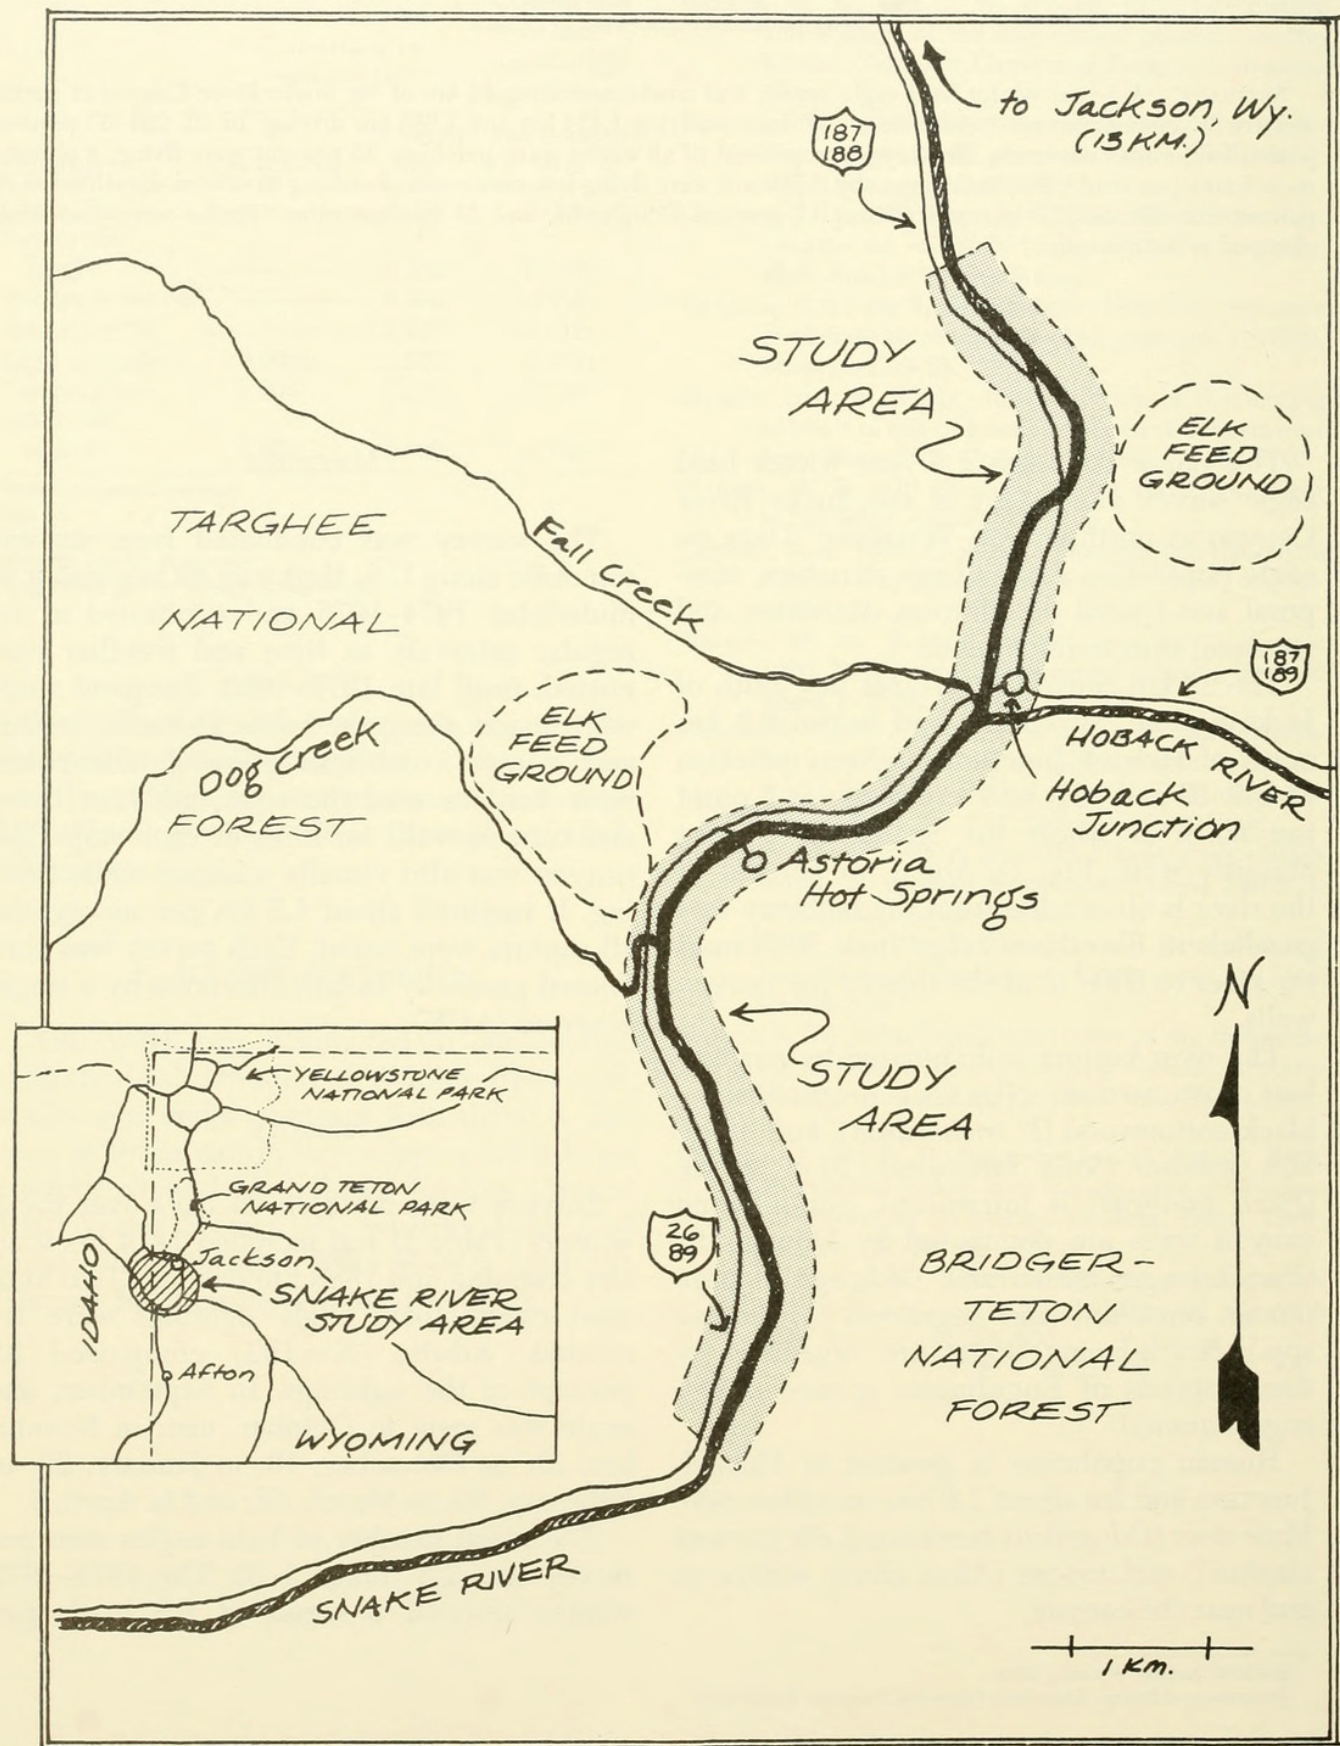 to Jackson, Wy.
(13 KM.)
187
188
STUDY
AREA
ELK
FEED
GROUND
TARGHEE
NATIONAL
FOREST
Fall Creek
187
189
ELK
FEED
GROUND
Dog Creek
HOBACK RIVER
Hoback
Junction
Astoria
Hot Springs
N
STUDY
AREA
YELLOWSTONE
NATIONAL PARK
GRAND TETON
NATIONAL PARK
Jackson
IDAHO
SNAKE RIVER
STUDY AREA
Afton
WYOMING
26
89
BRIDGER-
TETON
NATIONAL
FOREST
SNAKE RIVER
1 KM.